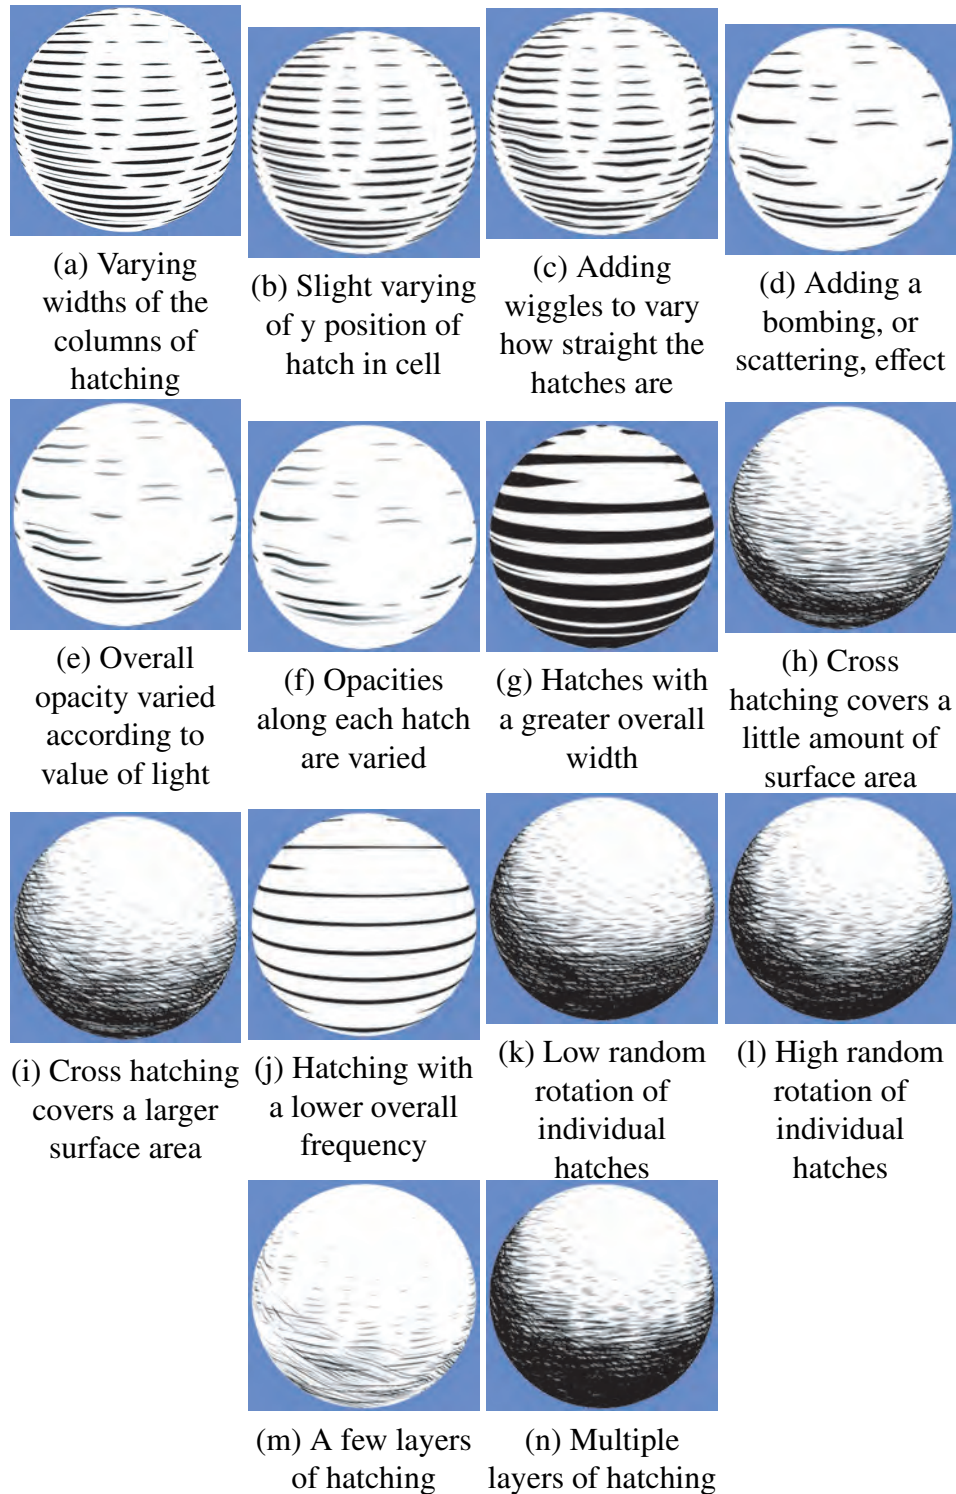 (a) Varying
widths of the
columns of
hatching
(b) Slight varying
of y position of
hatch in cell
(c) Adding
wiggles to vary
how straight the
hatches are
(d) Adding a
bombing, or
scattering, effect
(e) Overall
opacity varied
according to
value of light
(f) Opacities
along each hatch
are varied
(g) Hatches with
a greater overall
width
(h) Cross
hatching covers a
little amount of
surface area
(i) Cross hatching
covers a larger
surface area
(j) Hatching with
a lower overall
frequency
(k) Low random
rotation of
individual
hatches
(l) High random
rotation of
individual
hatches
(m) A few layers
of hatching
(n) Multiple
layers of hatching